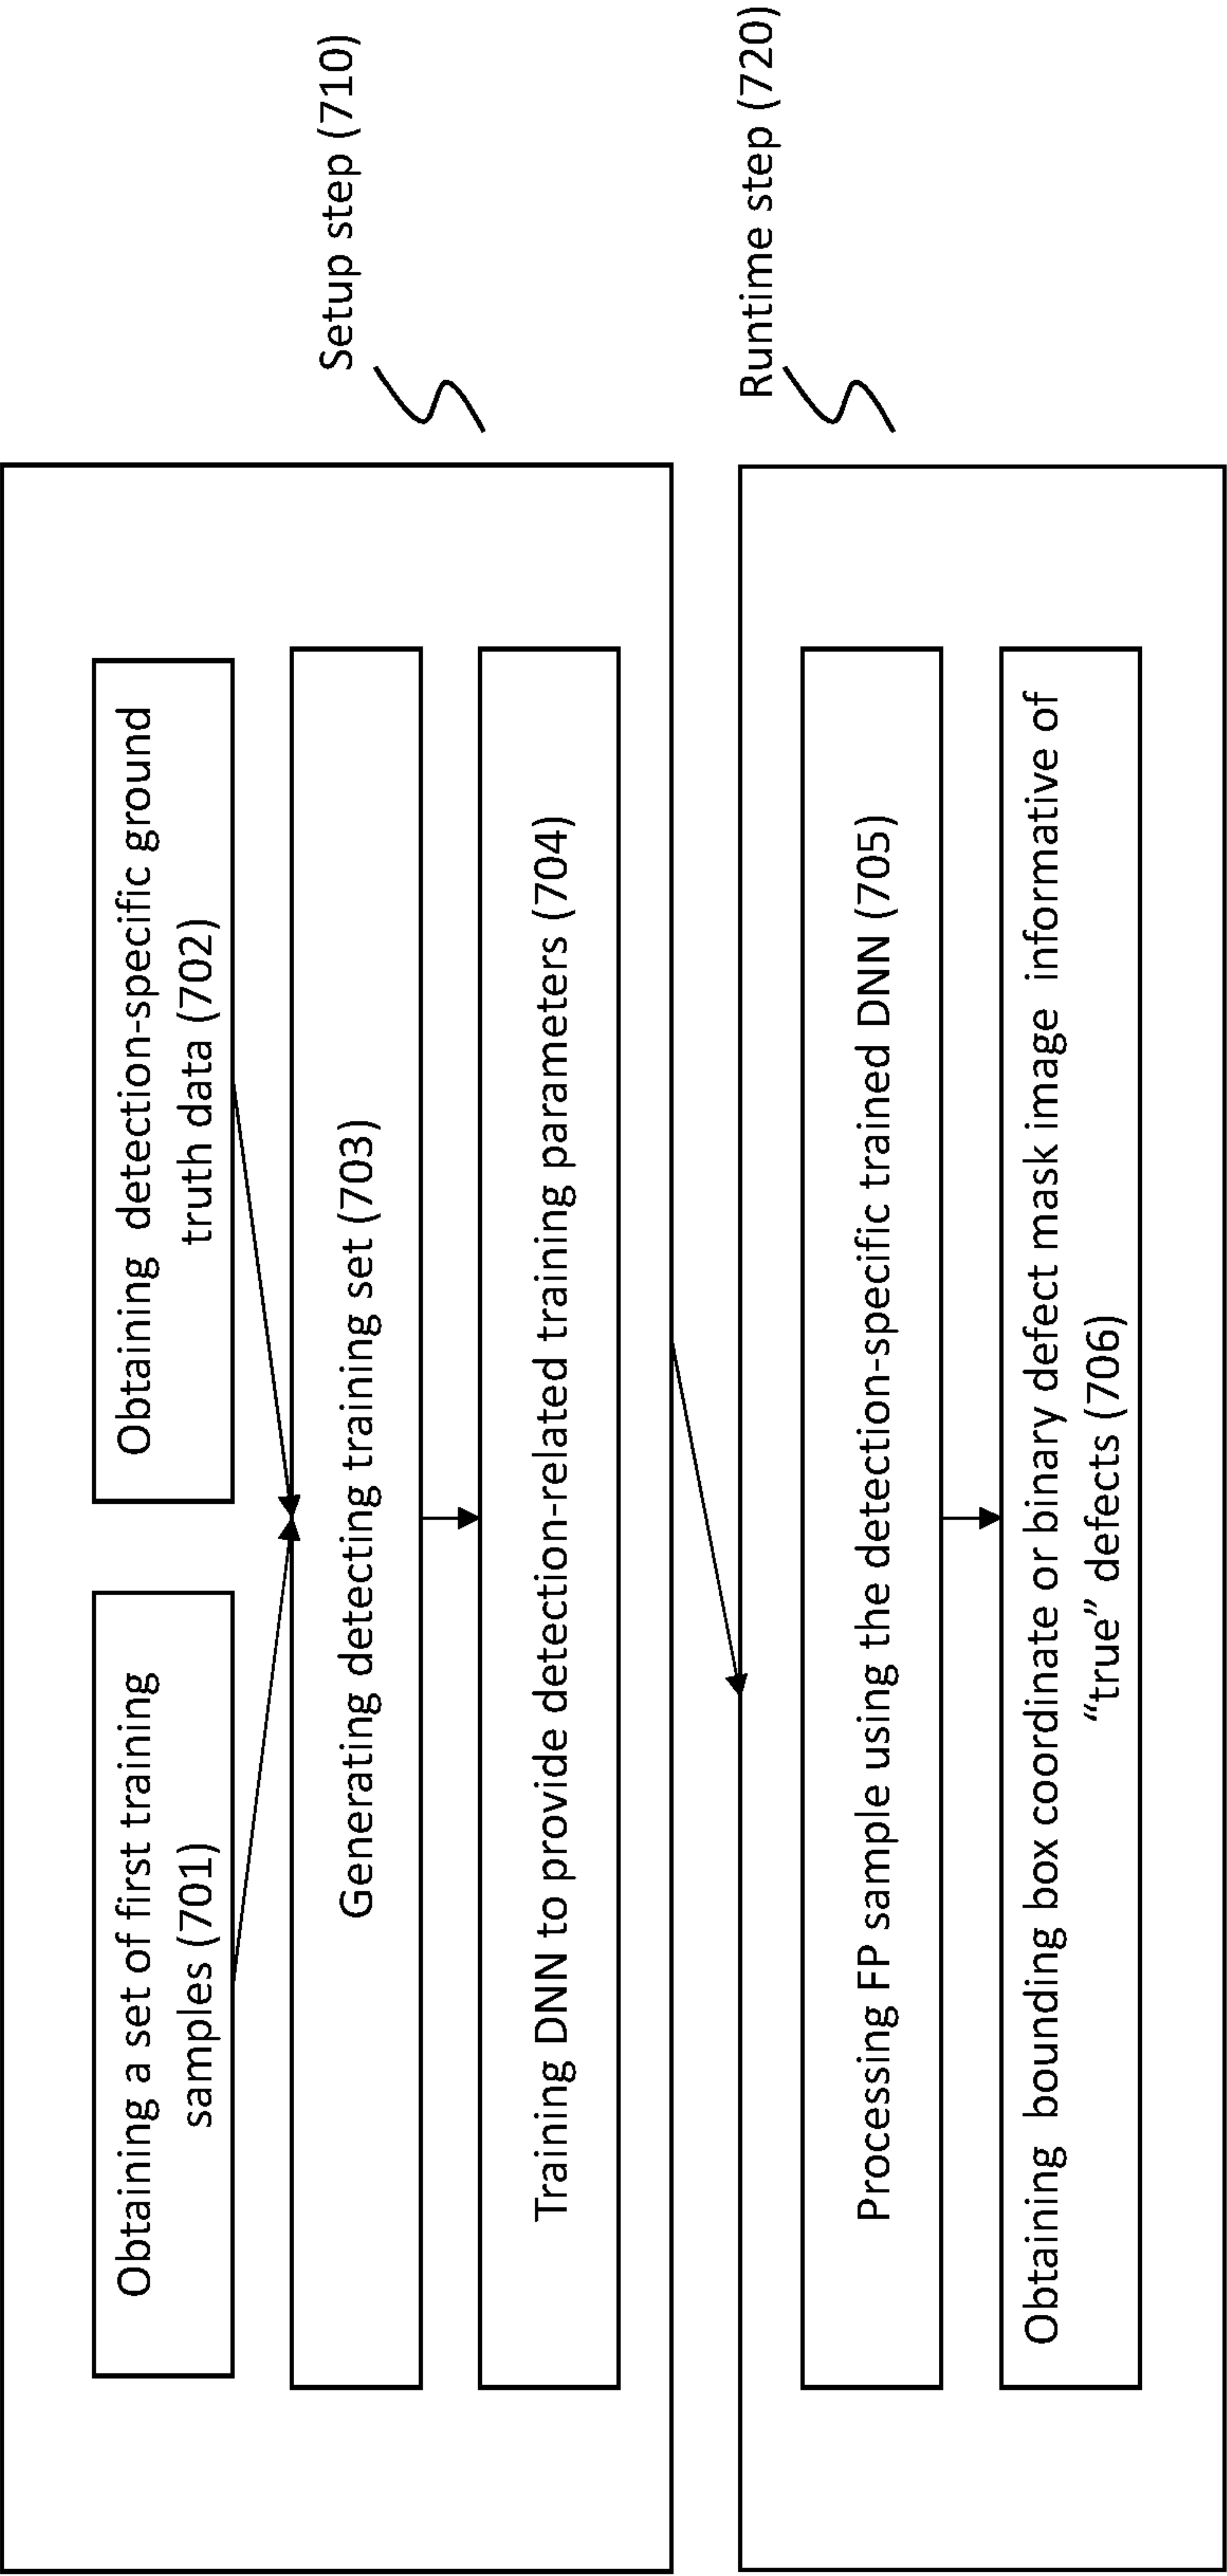 Setup step (710)
Obtaining a set of first training
samples (701)
Obtaining detection-specific ground
truth data (702)
Generating detecting training set (703)
Training DNN to provide detection-related training parameters (704)
Runtime step (720)
Processing FP sample using the detection-specific trained DNN (705)
Obtaining bounding box coordinate or binary defect mask image informative of
“true” defects (706)